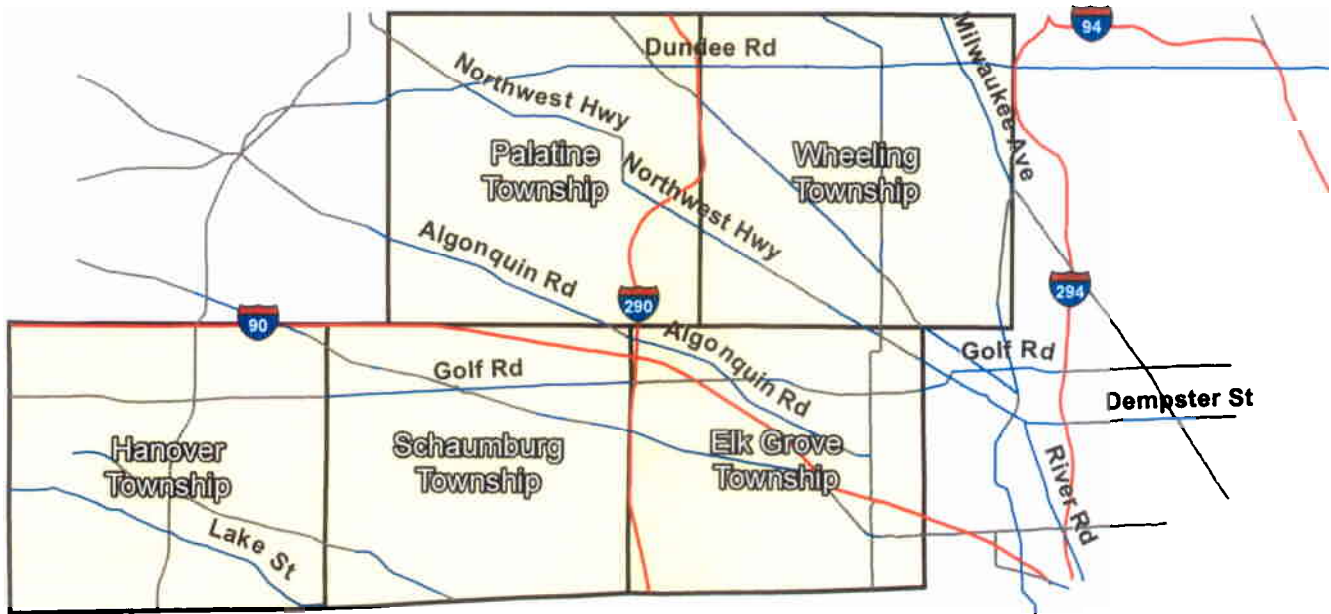 94
Milwaukee Ave
Dundee Rd
Northwest Hwy
Palatine
Township
Wheeling
Township
Northwest Hwy
Algonquin Rd
290
294
90
Algonquin Rd
Golf Rd
Golf Rd
Dempster St
Hanover
Township
Schaumburg
Township
Elk Grove
Township
River Rd
Lake St